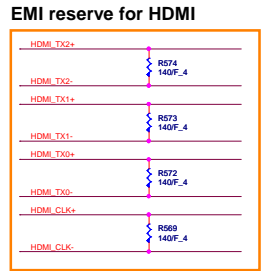 EMI reserve for HDMI
HDMI_TX2+
R574
140/F_4
HDMI_TX2-
HDMI_TX1+
R573
140/F_4
HDMI_TX1-
HDMI_TX0+
R572
140/F_4
HDMI_TX0-
HDMI_CLK+
R569
140/F_4
HDMI_CLK-